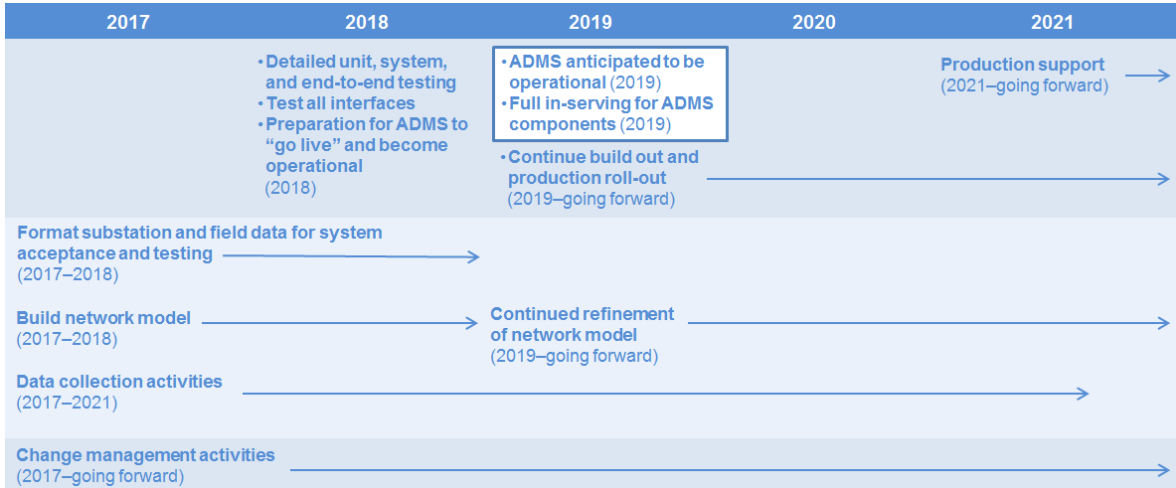 2017 2018 2019 2020 2021
• Detailed unit, system,
and end-to-end testing
• Test all interfaces
• Preparation for ADMS to
“go live” and become
operational
(2018)
• ADMS anticipated to be
operational (2019)
• Full in-serving for ADMS
components (2019)
• Continue build out and
production roll-out
(2019–going forward)
Production support
(2021–going forward)
Format substation and field data for system
acceptance and testing
(2017–2018)
Build network model
(2017–2018)
Continued refinement
of network model
(2019–going forward)
Data collection activities
(2017–2021)
Change management activities
(2017–going forward)